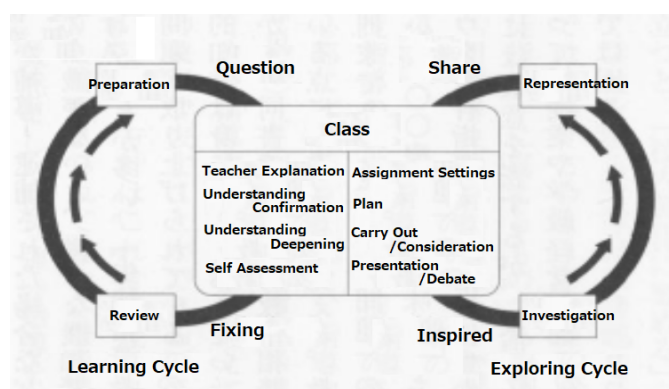 Question
Share
Preparation
Representation
Class
Teacher Explanation
Understanding
Confirmation
Understanding
Deepening
Self Assessment
Assignment Settings
Plan
Carry Out
/Consideration
Presentation
/Debate
Review
Investigation
Fixing
Inspired
Learning Cycle
Exploring Cycle